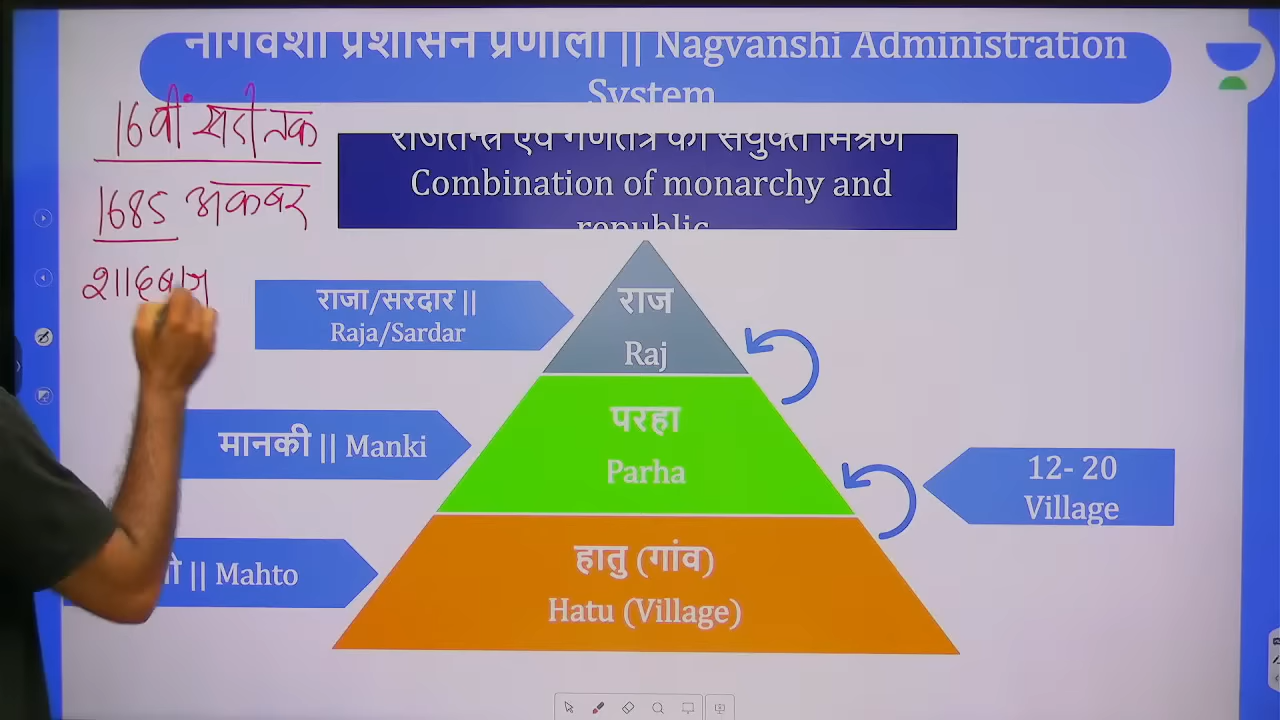 नागवंशी प्रशासन प्रणाली || Nagvanshi Administration
System
16वीं सदी तक
राजतन्त्र एवं गणतंत्र का संयुक्त मिश्रण
Combination of monarchy and
republic
1685 अकबर
शाहबाज
राजा/सरदार ||
Raja/Sardar
राज
Raj
मानकी || Manki
परहा
Parha
12- 20
Village
|| Mahto
हातु (गांव)
Hatu (Village)